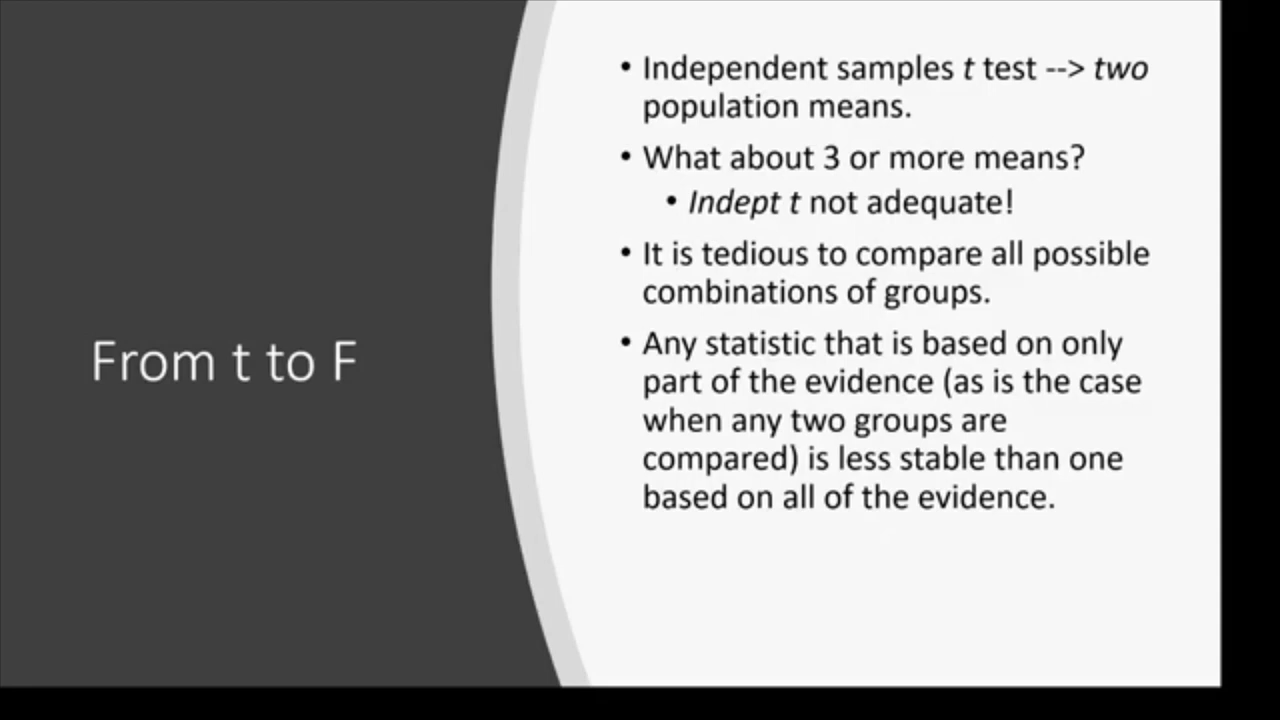 From t to F
• Independent samples t test --> two
population means.
• What about 3 or more means?
• Indept t not adequate!
• It is tedious to compare all possible
combinations of groups.
• Any statistic that is based on only
part of the evidence (as is the case
when any two groups are
compared) is less stable than one
based on all of the evidence.